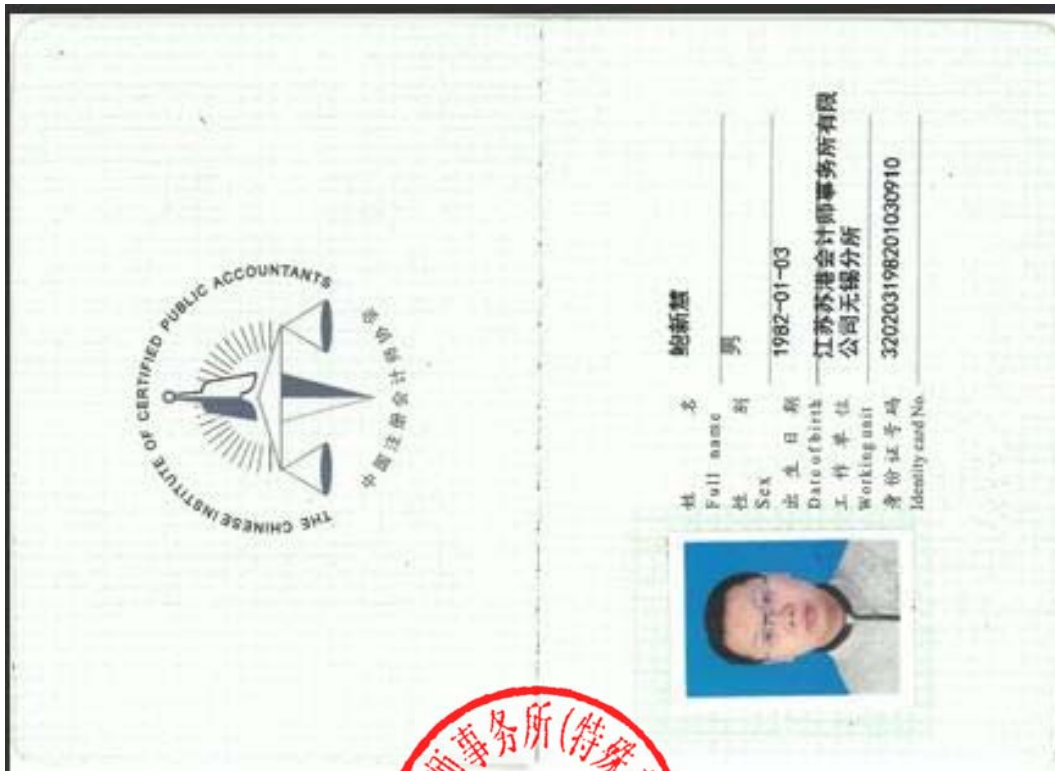 THE CHINESE INSTITUTE OF CERTIFIED PUBLIC ACCOUNTANTS
中国注册会计师协会
姓 名 鲍新慧
Full name
性 别 男
Sex
出 生 日 期 1982-01-03
Date of birth
工 作 单 位 江苏苏港会计师事务所有限
Working unit 公司无锡分所
身份证号码 320203198201030910
Identity card No.
师事务所(特殊